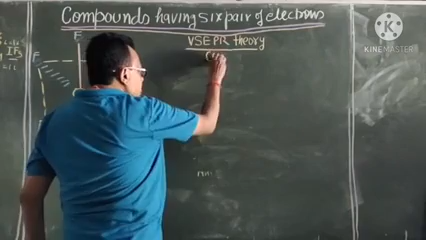 Compounds having six pair of electrons
VSEPR theory
F
F
(
KINEMASTER